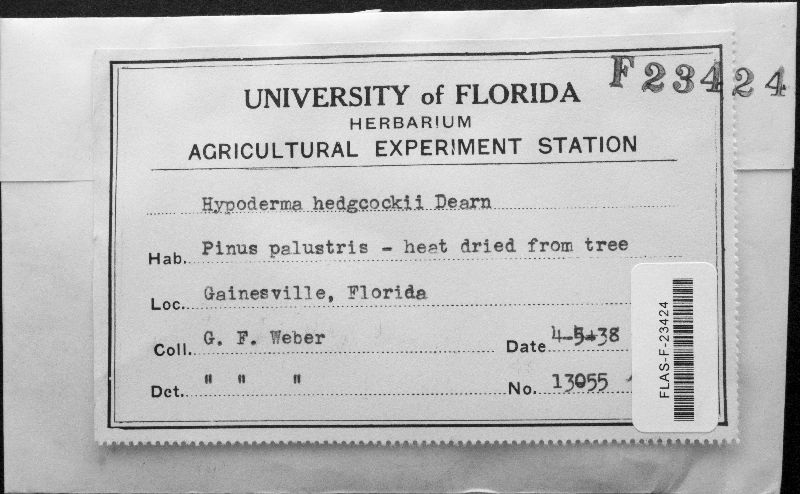 F23424
UNIVERSITY of FLORIDA
HERBARIUM
AGRICULTURAL EXPERIMENT STATION
Hypoderma hedgcockii Dearn
Hab. Pinus palustris - heat dried from tree
Loc. Gainesville, Florida
Coll. G. F. Weber Date 4-5-38
Det. " " " No. 13055
FLAS-F-23424